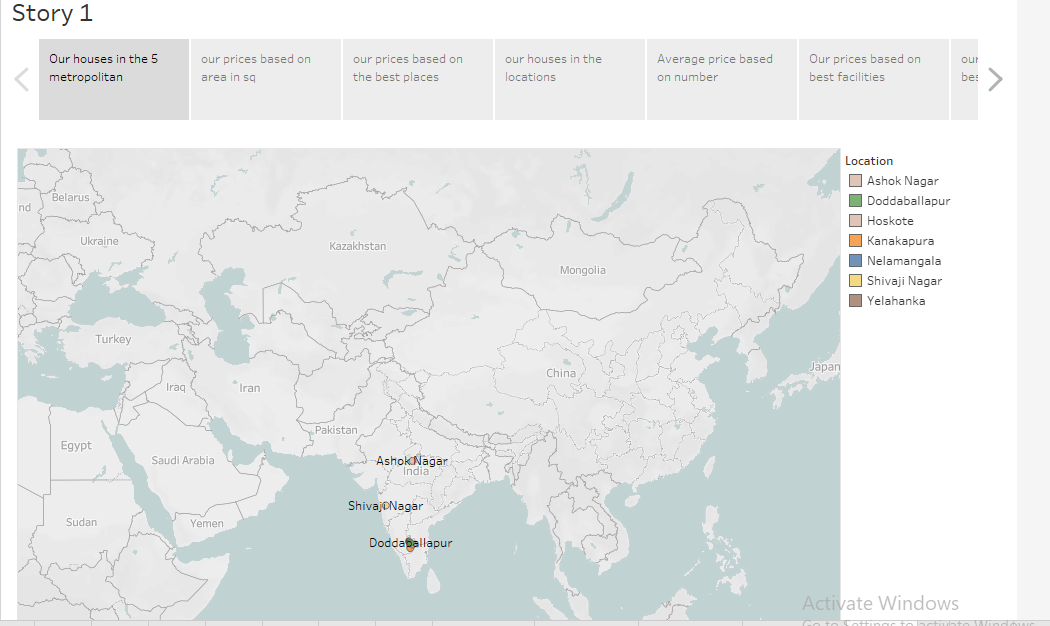 Story 1
Our houses in the 5
metropolitan
our prices based on
area in sq
our prices based on
the best places
our houses in the
locations
Average price based
on number
Our prices based on
best facilities
Location
Ashok Nagar
Doddaballapur
Hoskote
Kanakapura
Nelamangala
Shivaji Nagar
Yelahanka
Belarus
nd
Ukraine
Kazakhstan
Mongolia
Turkey
Japan
China
Iraq
Iran
Pakistan
Egypt
Saudi Arabia
Ashok Nagar
India
Shivaji Nagar
Sudan
Yemen
Doddaballapur
Activate Windows
Go to Settings to activate Windows.